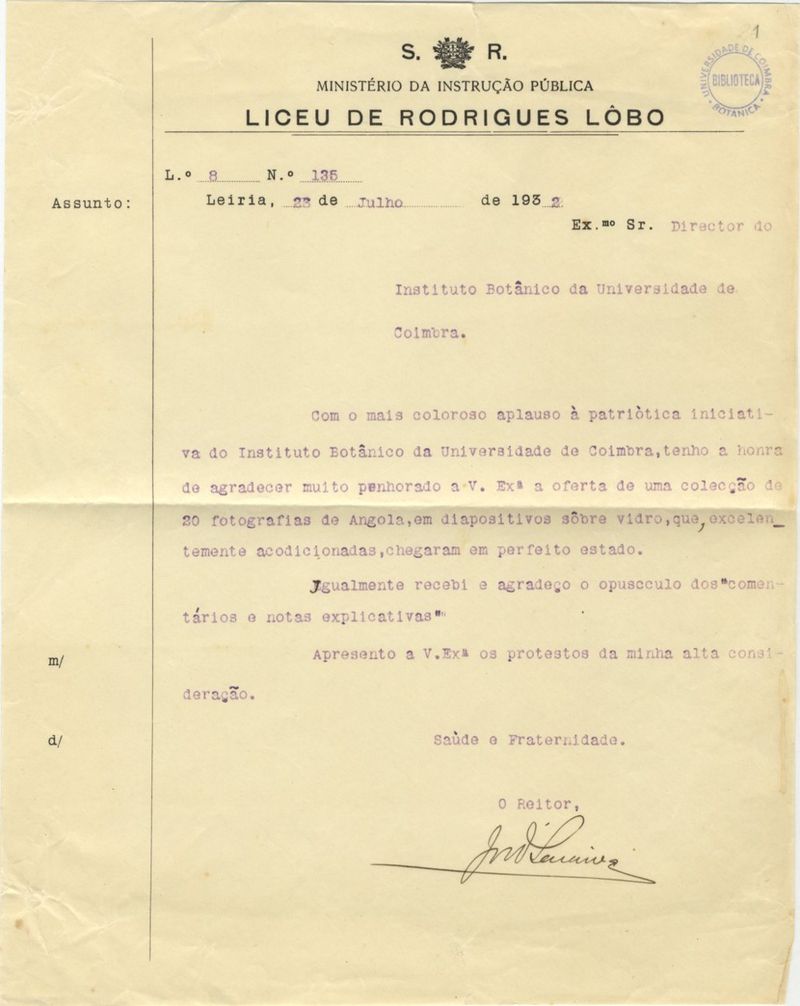 1
S. R.
UNIVERSIDADE DE COIMBRA
BIBLIOTECA
BOTANICA
MINISTÉRIO DA INSTRUÇÃO PÚBLICA
LICEU DE RODRIGUES LÔBO
L.º 8 N.º 135
Assunto:
Leiria, 23 de Julho de 1932
Ex.mo Sr. Director do
Instituto Botânico da Universidade de
Coimbra.
Com o mais coloroso aplauso à patriòtica iniciati-
va do Instituto Botânico da Universidade de Coimbra,tenho a honra
de agradecer muito penhorado a V. Exª a oferta de uma colecção de
20 fotografias de Angola,em diapositivos sôbre vidro,que,excelen_
temente acodicionadas,chegaram em perfeito estado.
Igualmente recebi e agradeço o opusculo dos"comen-
tários e notas explicativas"
m/
Apresento a V.Exª os protestos da minha alta consi-
deração.
d/
Saùde e Fraternidade.
O Reitor,